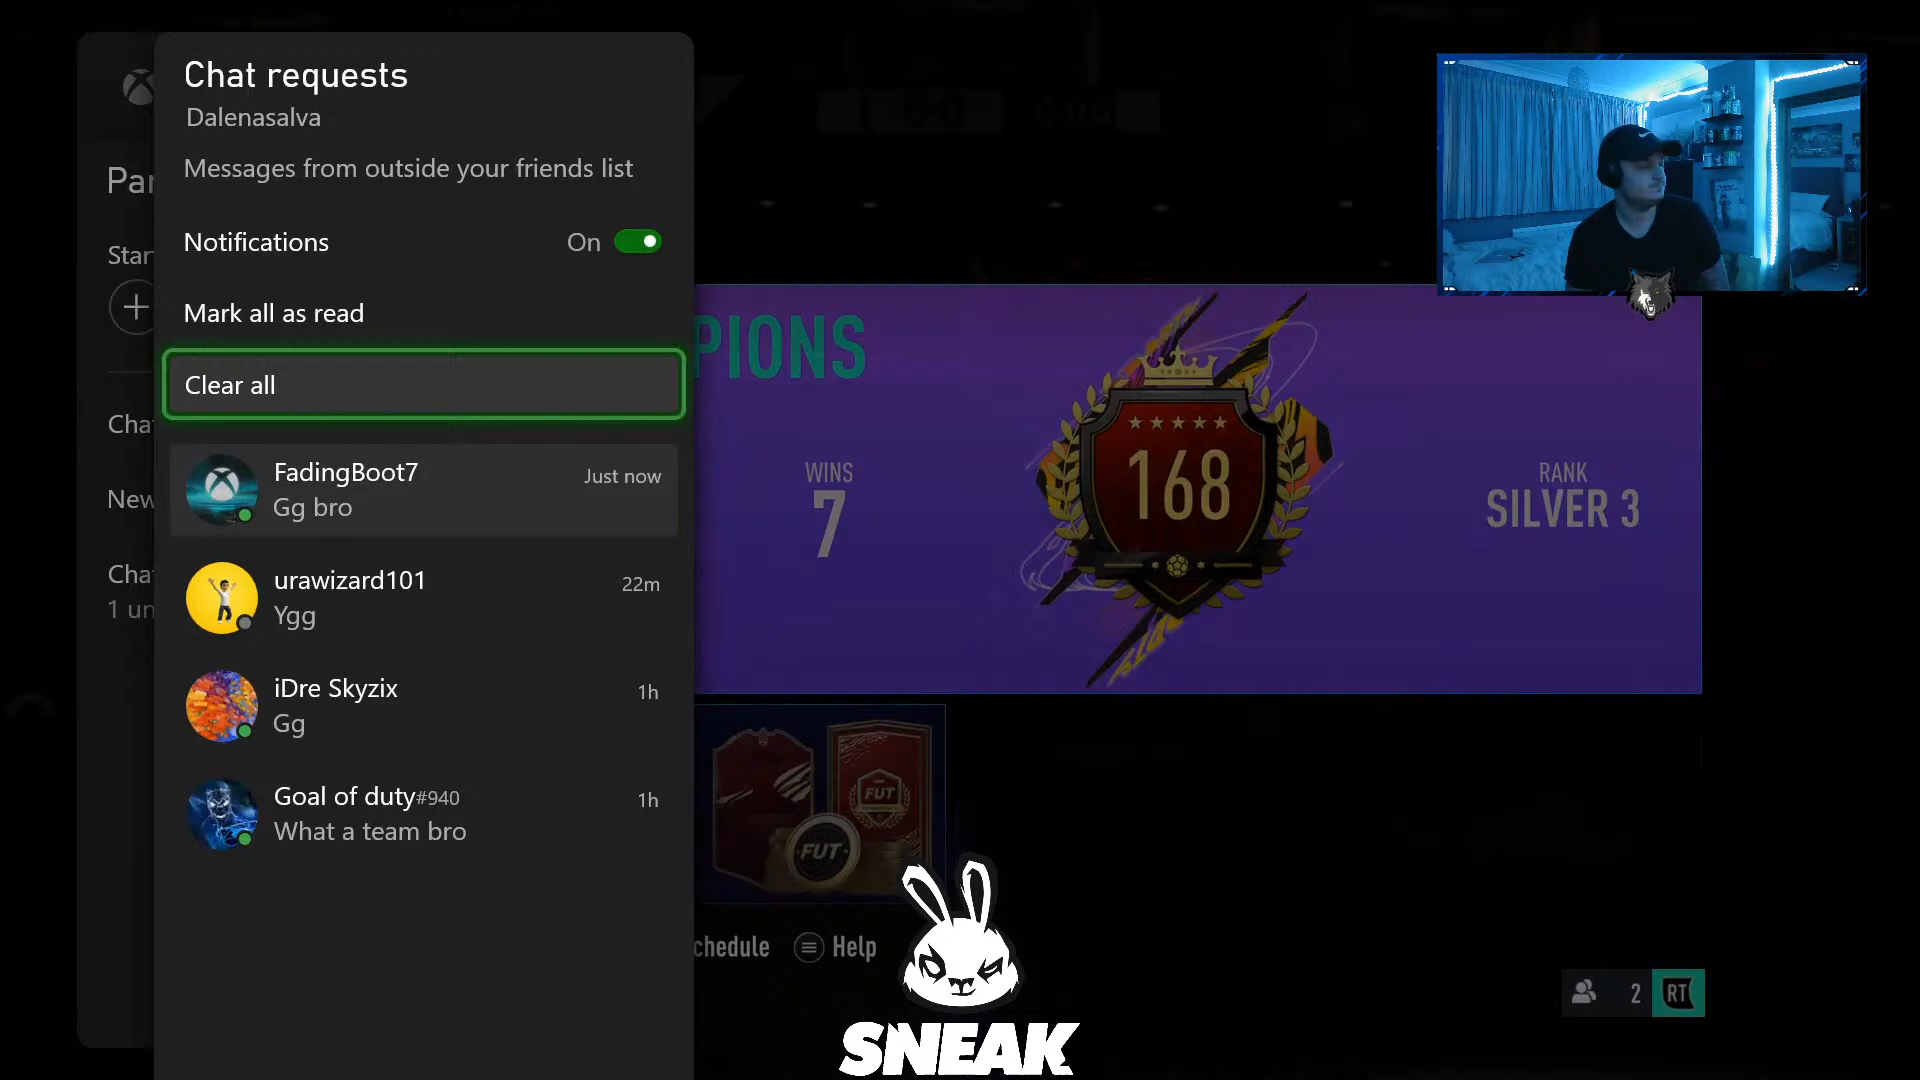 Chat requests
Dalenasalva
Messages from outside your friends list
Notifications On
Mark all as read
Clear all
FadingBoot7 Just now
Gg bro
urawizard101 22m
Ygg
iDre Skyzix 1h
Gg
Goal of duty#940 1h
What a team bro
Par
Star
Cha
New
Cha
1 un
PIONS
WINS
7
168
RANK
SILVER 3
FUT
FUT
chedule
Help
SNEAK
2 RT